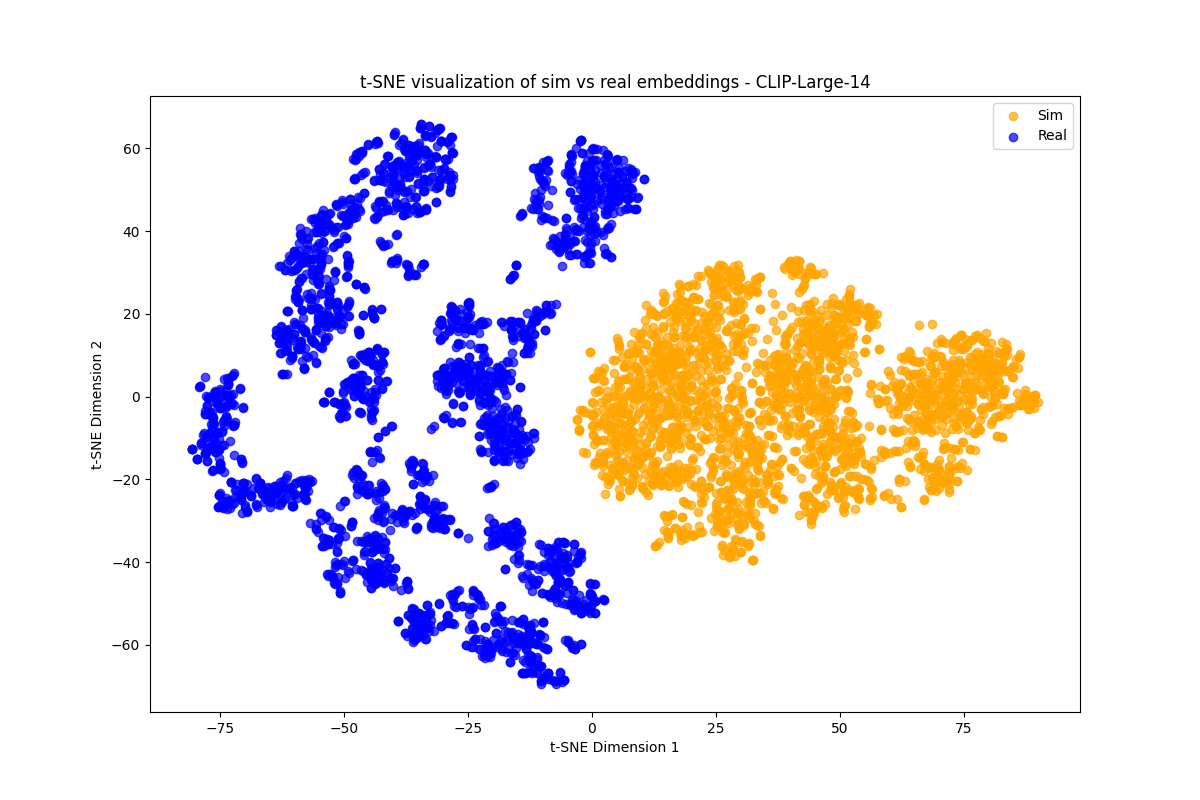 t-SNE visualization of sim vs real embeddings - CLIP-Large-14
Sim
Real
60
40
20
0
−20
−40
−60
t-SNE Dimension 2
−75
−50
−25
0
25
50
75
t-SNE Dimension 1